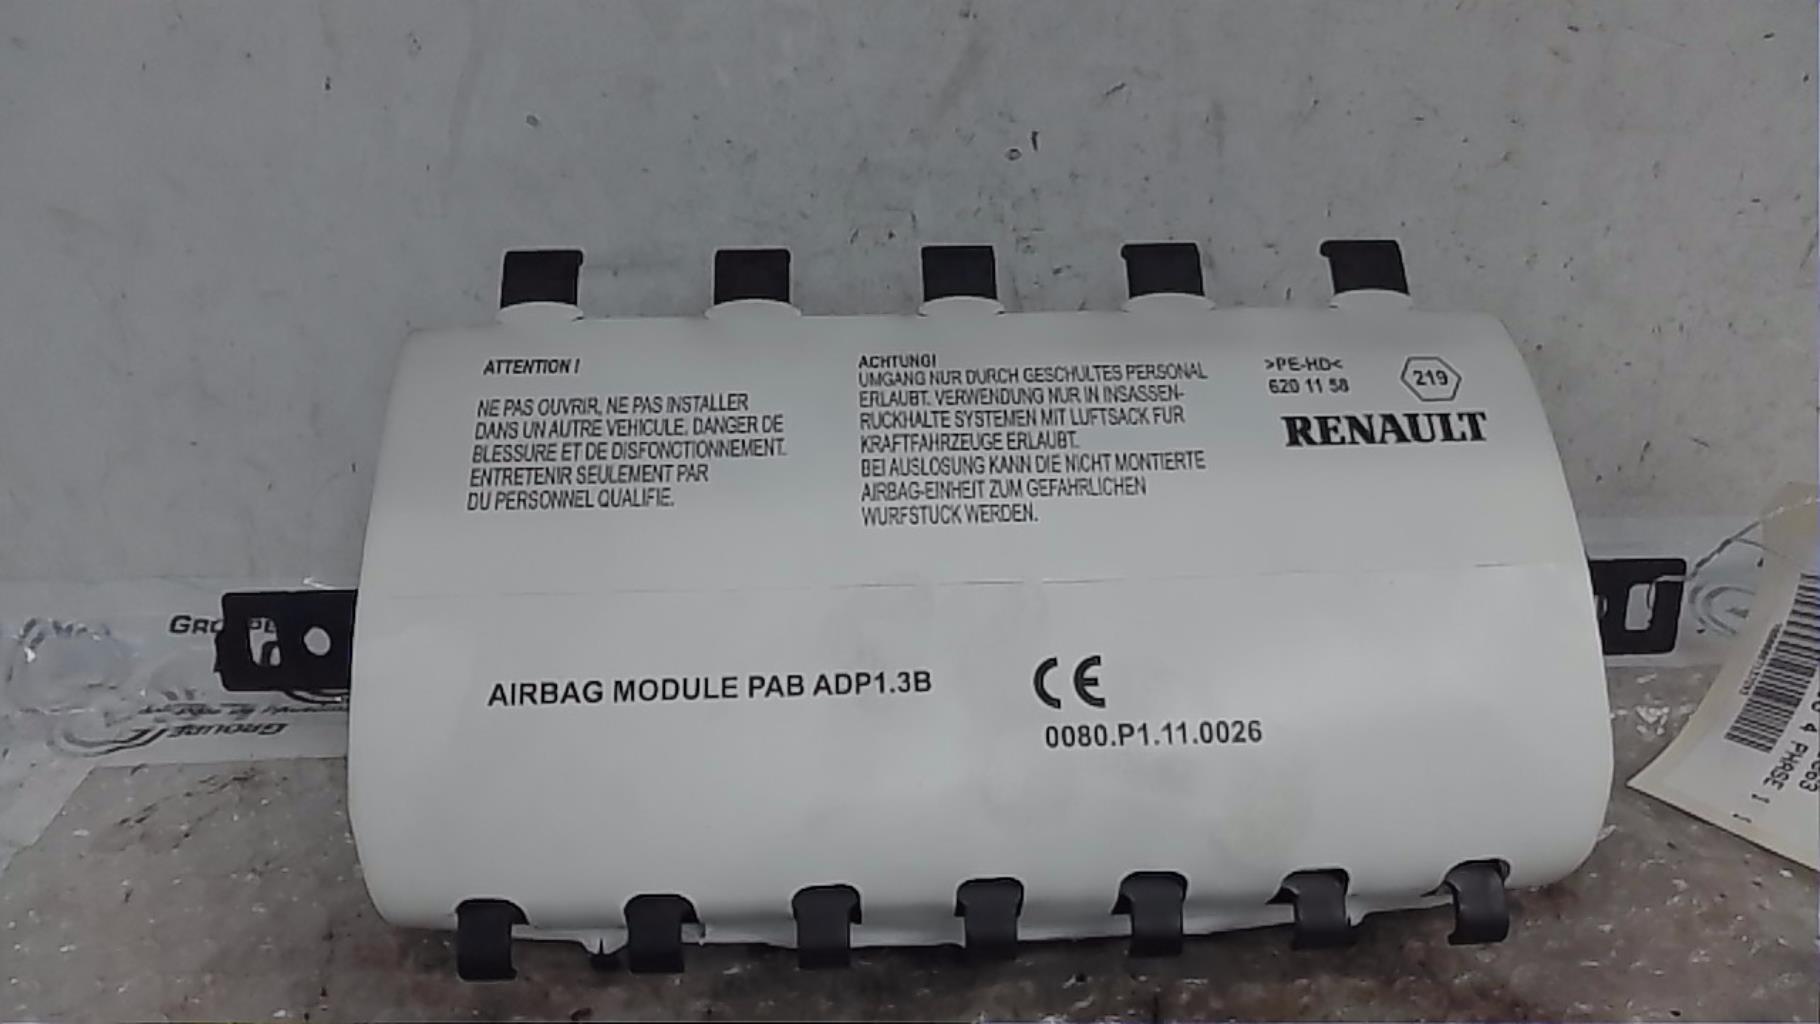 ATTENTION !
NE PAS OUVRIR, NE PAS INSTALLER
DANS UN AUTRE VEHICULE. DANGER DE
BLESSURE ET DE DISFONCTIONNEMENT.
ENTRETENIR SEULEMENT PAR
DU PERSONNEL QUALIFIE.
ACHTUNG!
UMGANG NUR DURCH GESCHULTES PERSONAL
ERLAUBT. VERWENDUNG NUR IN INSASSEN-
RUCKHALTE SYSTEMEN MIT LUFTSACK FUR
KRAFTFAHRZEUGE ERLAUBT.
BEI AUSLOSUNG KANN DIE NICHT MONTIERTE
AIRBAG-EINHEIT ZUM GEFAHRLICHEN
WURFSTUCK WERDEN.
>PE-HD<
620 11 58
219
RENAULT
AIRBAG MODULE PAB ADP1.3B
CE
0080.P1.11.0026
GROUPE
4 PHASE 1